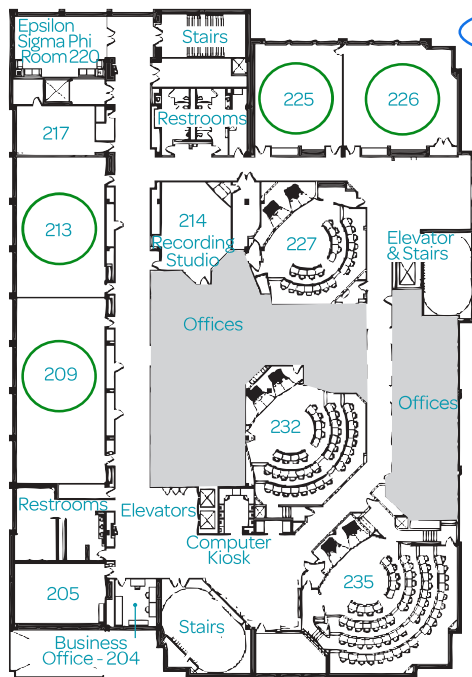 Epsilon
Sigma Phi
Room 220
Stairs
225
226
217
Restrooms
213
214
Recording
Studio
227
Elevator
& Stairs
Offices
209
232
Offices
Restrooms
Elevators
Computer
Kiosk
235
205
Business
Office - 204
Stairs